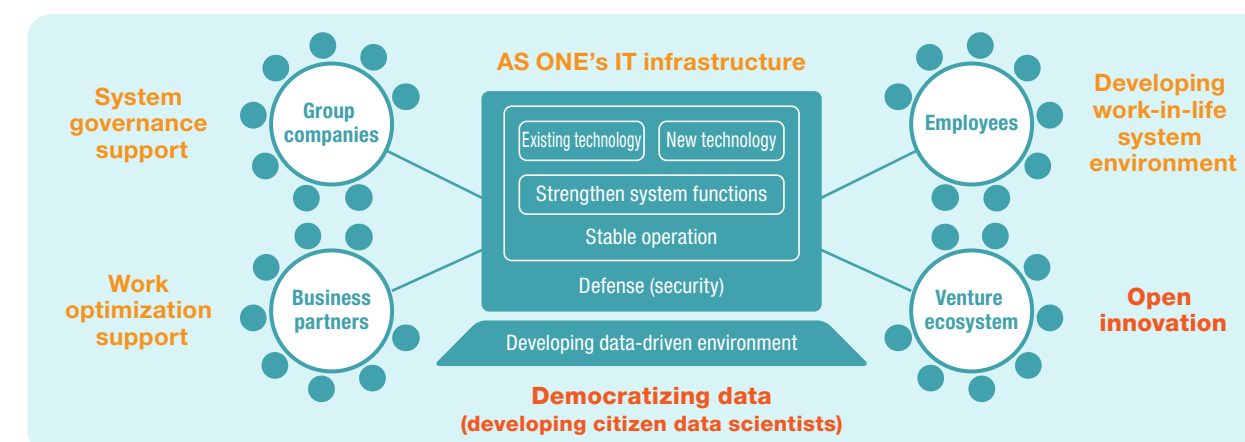 AS ONE's IT infrastructure
System
governance
support
Group
companies
Existing technology
New technology
Strengthen system functions
Stable operation
Defense (security)
Developing data-driven environment
Employees
Developing
work-in-life
system
environment
Work
optimization
support
Business
partners
Venture
ecosystem
Open
innovation
Democratizing data
(developing citizen data scientists)